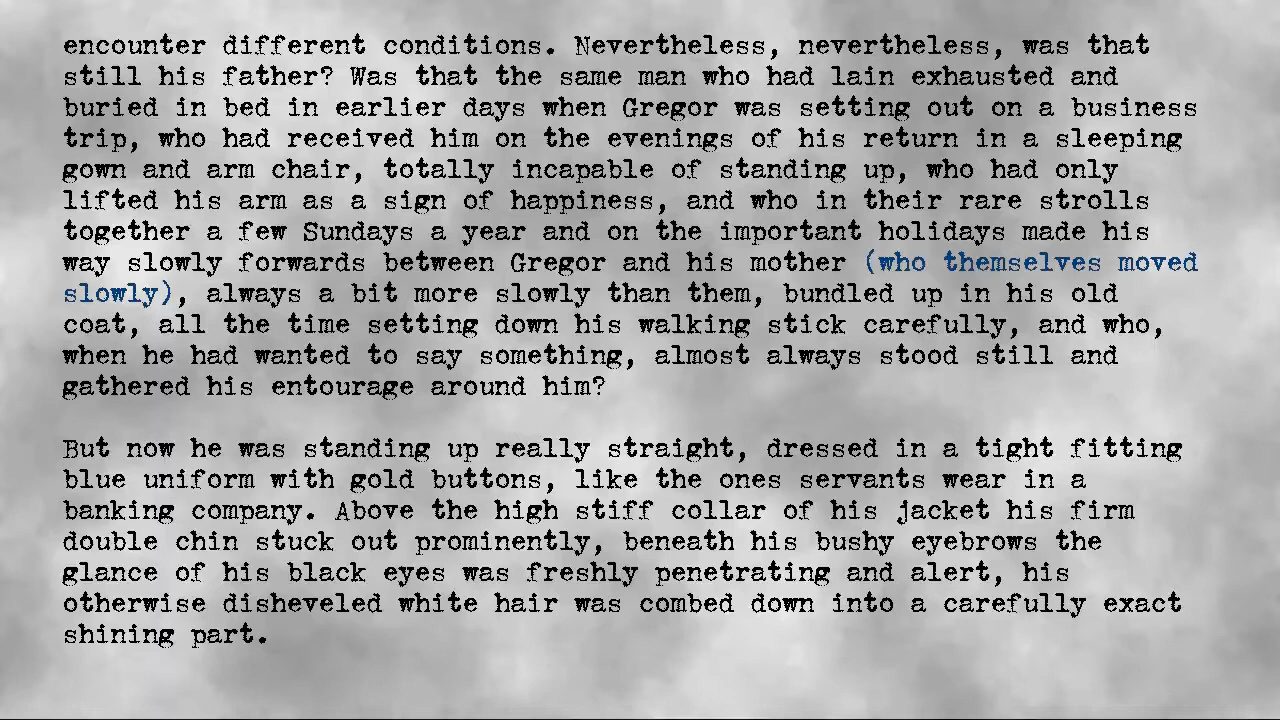 encounter different conditions. Nevertheless, nevertheless, was that
still his father? Was that the same man who had lain exhausted and
buried in bed in earlier days when Gregor was setting out on a business
trip, who had received him on the evenings of his return in a sleeping
gown and arm chair, totally incapable of standing up, who had only
lifted his arm as a sign of happiness, and who in their rare strolls
together a few Sundays a year and on the important holidays made his
way slowly forwards between Gregor and his mother (who themselves moved
slowly), always a bit more slowly than them, bundled up in his old
coat, all the time setting down his walking stick carefully, and who,
when he had wanted to say something, almost always stood still and
gathered his entourage around him?

But now he was standing up really straight, dressed in a tight fitting
blue uniform with gold buttons, like the ones servants wear in a
banking company. Above the high stiff collar of his jacket his firm
double chin stuck out prominently, beneath his bushy eyebrows the
glance of his black eyes was freshly penetrating and alert, his
otherwise disheveled white hair was combed down into a carefully exact
shining part.